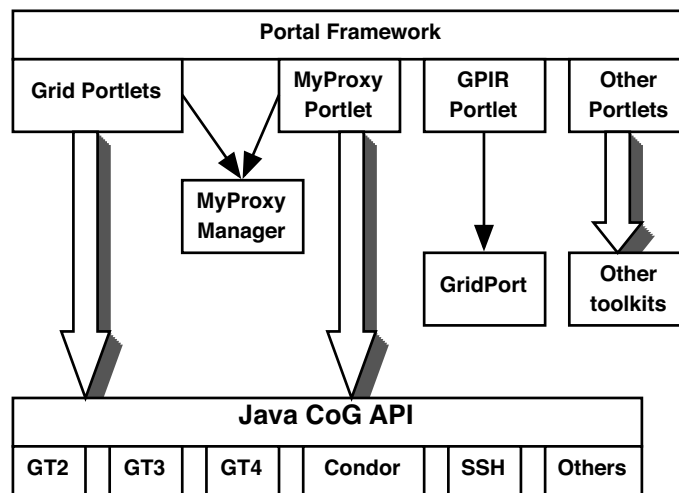 Portal Framework
Grid Portlets
MyProxy
Portlet
GPIR
Portlet
Other
Portlets
MyProxy
Manager
GridPort
Other
toolkits
Java CoG API
GT2
GT3
GT4
Condor
SSH
Others